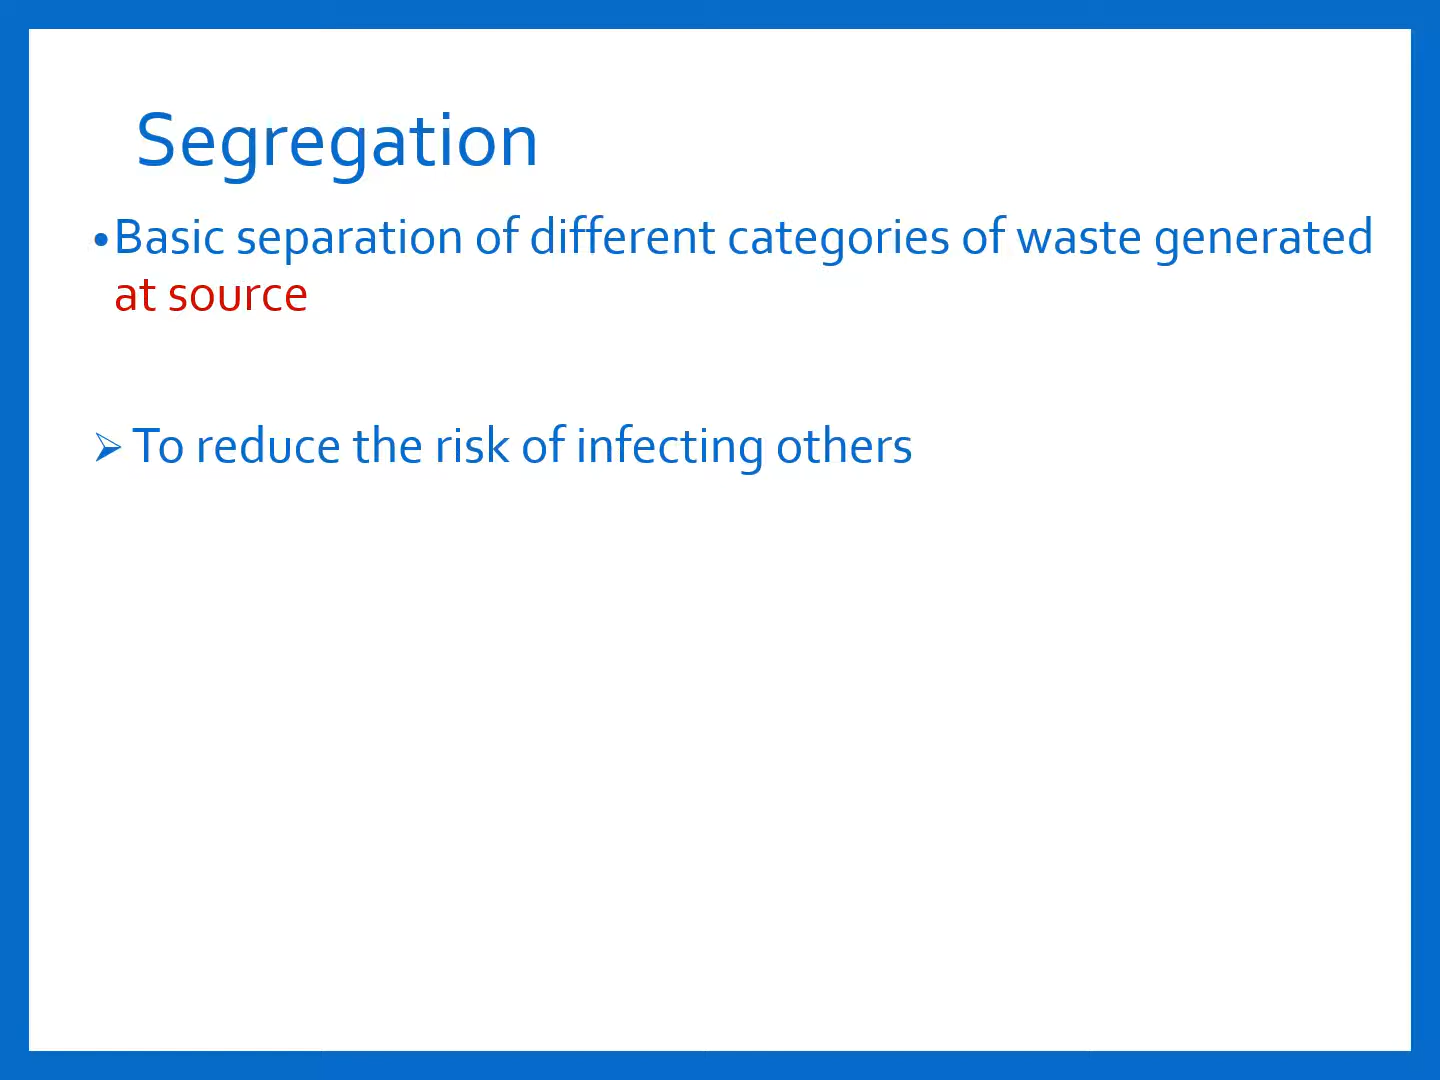 Segregation
•Basic separation of different categories of waste generated
at source
➢ To reduce the risk of infecting others